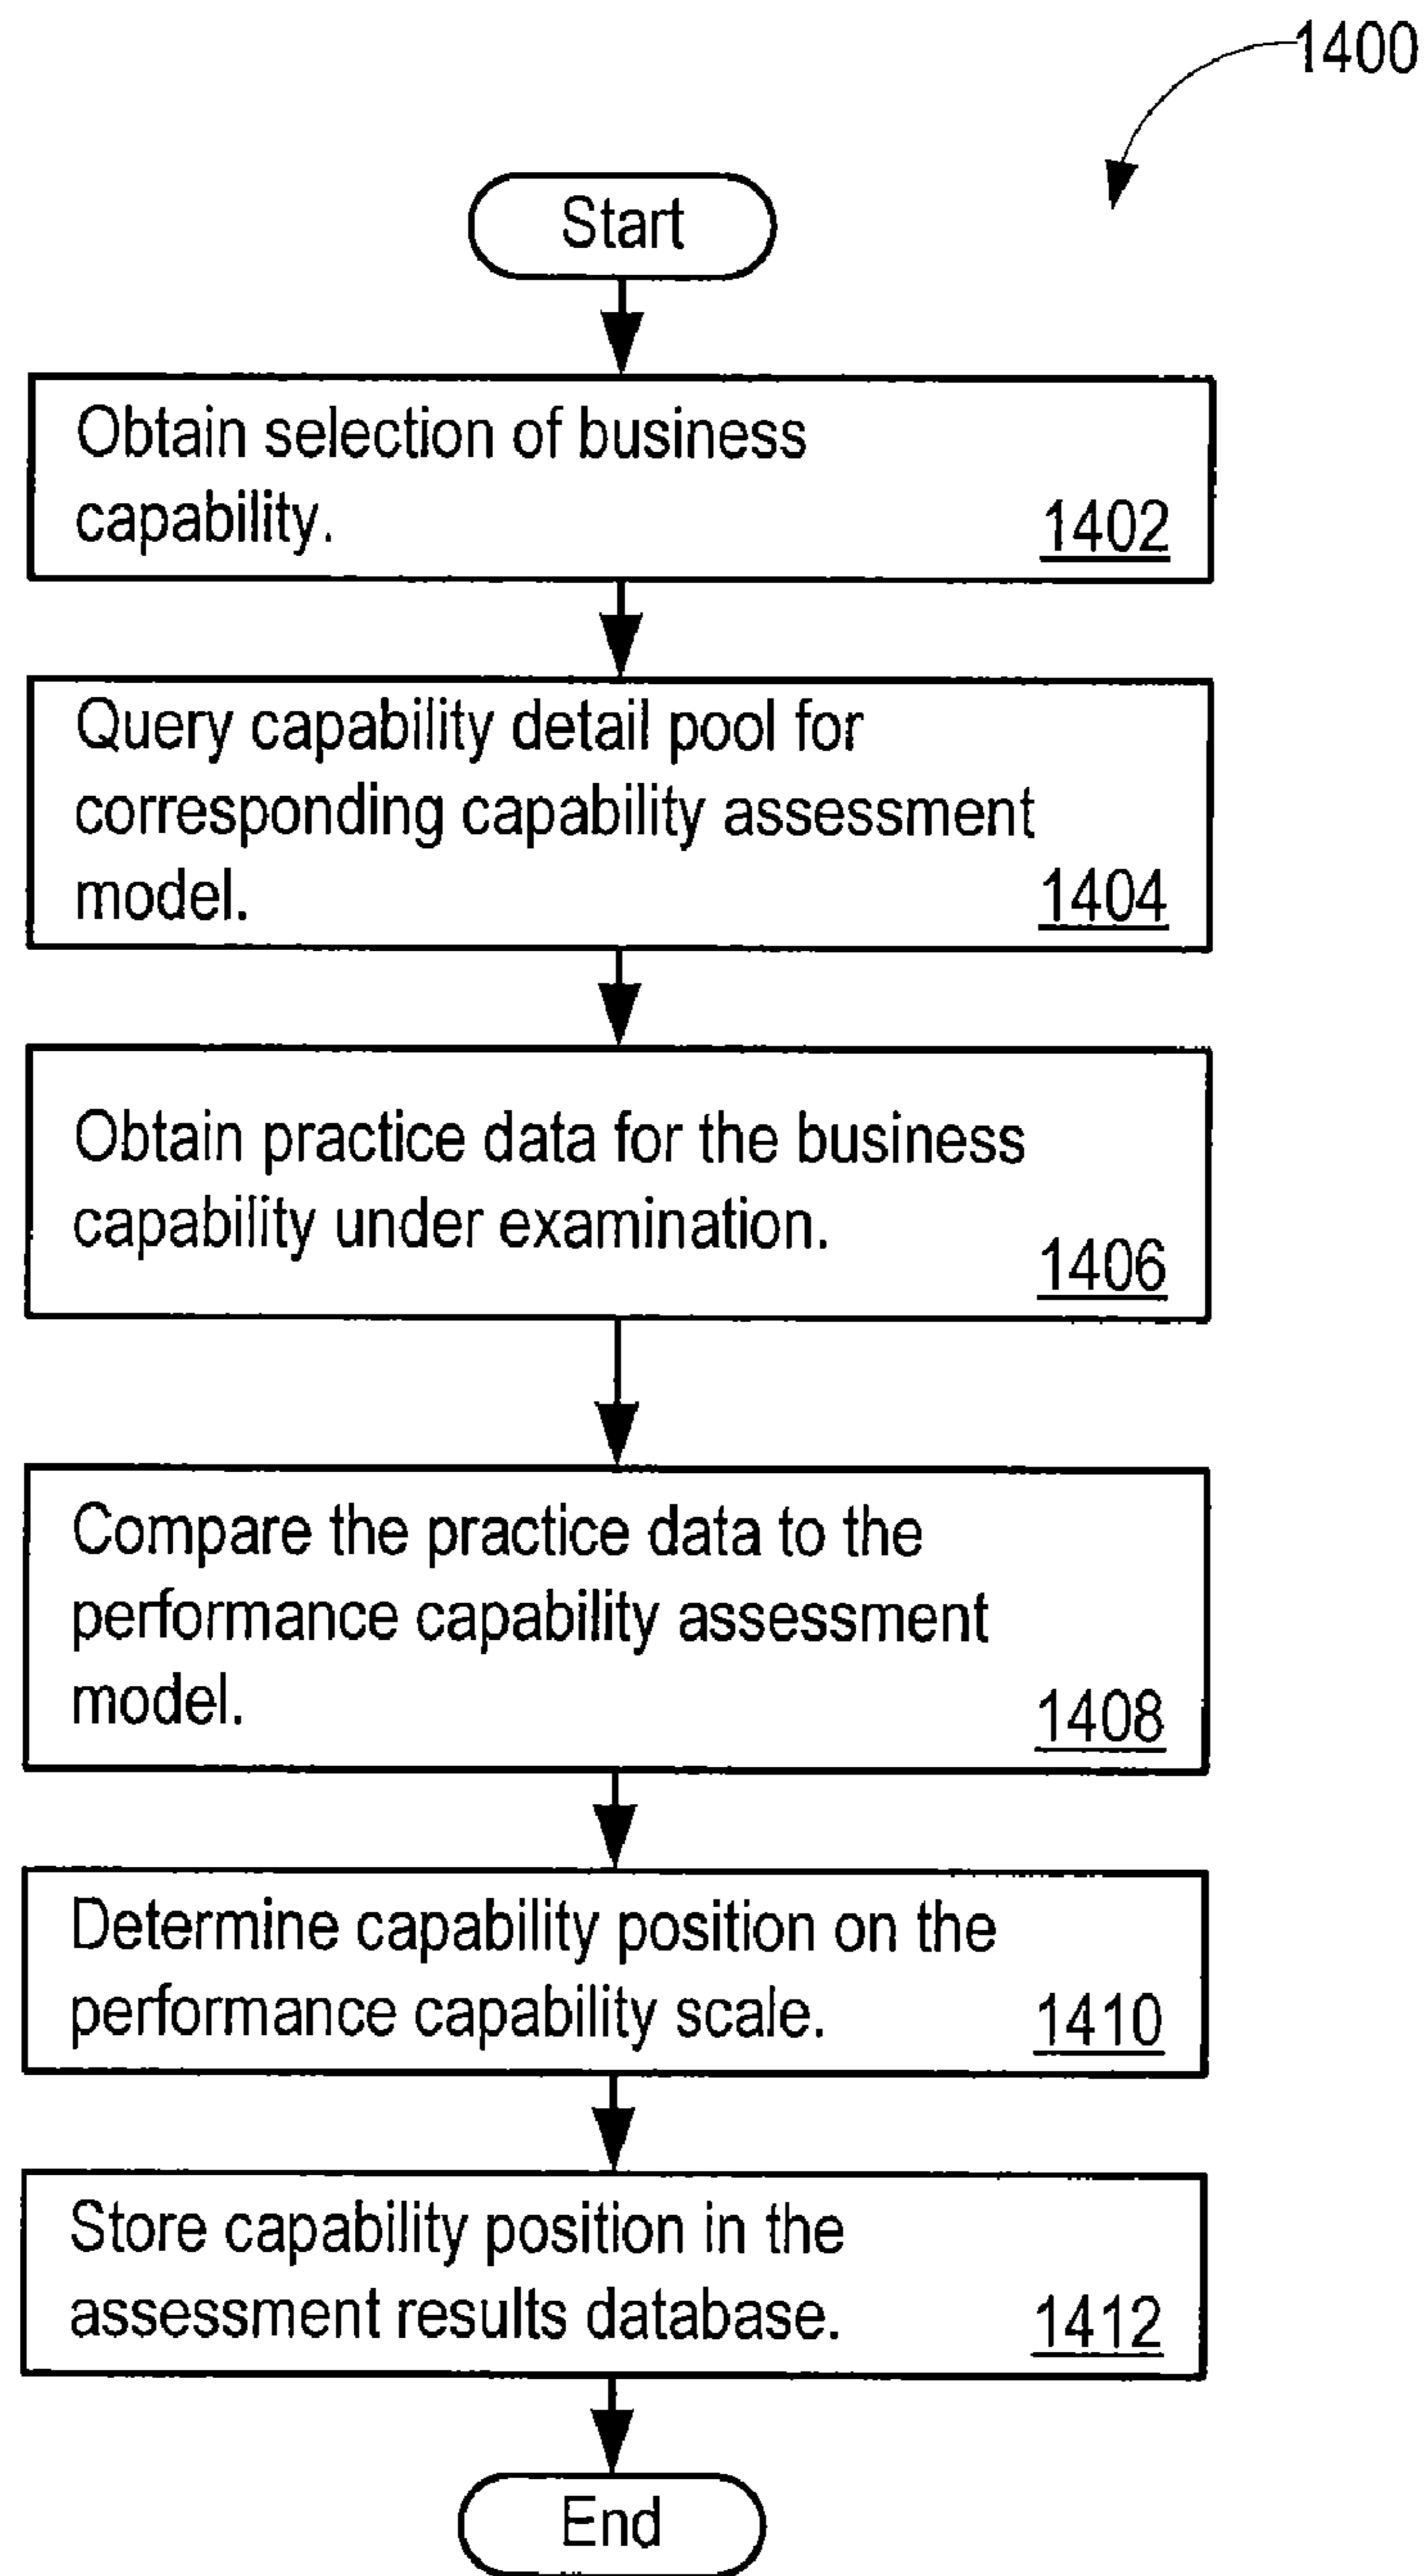 1400
Start
Obtain selection of business
capability.
1402
Query capability detail pool for
corresponding capability assessment
model.
1404
Obtain practice data for the business
capability under examination.
1406
Compare the practice data to the
performance capability assessment
model.
1408
Determine capability position on the
performance capability scale.
1410
Store capability position in the
assessment results database.
1412
End